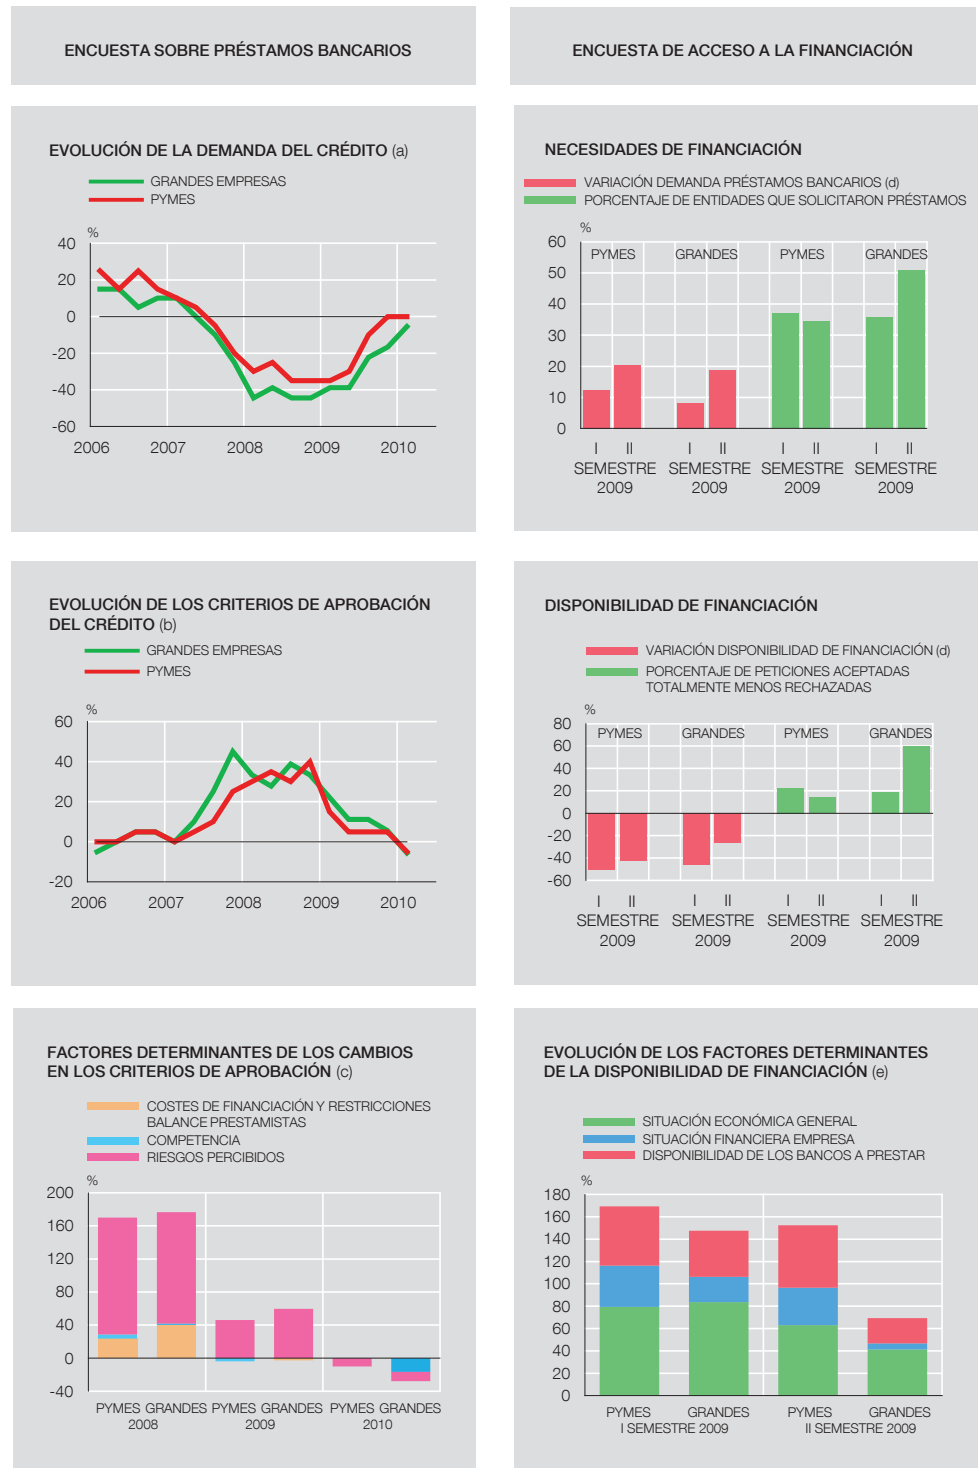 ENCUESTA SOBRE PRÉSTAMOS BANCARIOS
EVOLUCIÓN DE LA DEMANDA DEL CRÉDITO (a)
GRANDES EMPRESAS
PYMES
%
40
20
0
-20
-40
-60
2006 2007 2008 2009 2010
EVOLUCIÓN DE LOS CRITERIOS DE APROBACIÓN
DEL CRÉDITO (b)
GRANDES EMPRESAS
PYMES
%
60
40
20
0
-20
2006 2007 2008 2009 2010
FACTORES DETERMINANTES DE LOS CAMBIOS
EN LOS CRITERIOS DE APROBACIÓN (c)
COSTES DE FINANCIACIÓN Y RESTRICCIONES
BALANCE PRESTAMISTAS
COMPETENCIA
RIESGOS PERCIBIDOS
%
200
160
120
80
40
0
-40
PYMES GRANDES PYMES GRANDES PYMES GRANDES
2008 2009 2010
ENCUESTA DE ACCESO A LA FINANCIACIÓN
NECESIDADES DE FINANCIACIÓN
VARIACIÓN DEMANDA PRÉSTAMOS BANCARIOS (d)
PORCENTAJE DE ENTIDADES QUE SOLICITARON PRÉSTAMOS
%
60
50
40
30
20
10
0
PYMES GRANDES PYMES GRANDES
I II I II I II I II
SEMESTRE SEMESTRE SEMESTRE SEMESTRE
2009 2009 2009 2009
DISPONIBILIDAD DE FINANCIACIÓN
VARIACIÓN DISPONIBILIDAD DE FINANCIACIÓN (d)
PORCENTAJE DE PETICIONES ACEPTADAS
TOTALMENTE MENOS RECHAZADAS
%
80
60
40
20
0
-20
-40
-60
PYMES GRANDES PYMES GRANDES
I II I II I II I II
SEMESTRE SEMESTRE SEMESTRE SEMESTRE
2009 2009 2009 2009
EVOLUCIÓN DE LOS FACTORES DETERMINANTES
DE LA DISPONIBILIDAD DE FINANCIACIÓN (e)
SITUACIÓN ECONÓMICA GENERAL
SITUACIÓN FINANCIERA EMPRESA
DISPONIBILIDAD DE LOS BANCOS A PRESTAR
%
180
160
140
120
100
80
60
40
20
0
PYMES GRANDES PYMES GRANDES
I SEMESTRE 2009 II SEMESTRE 2009